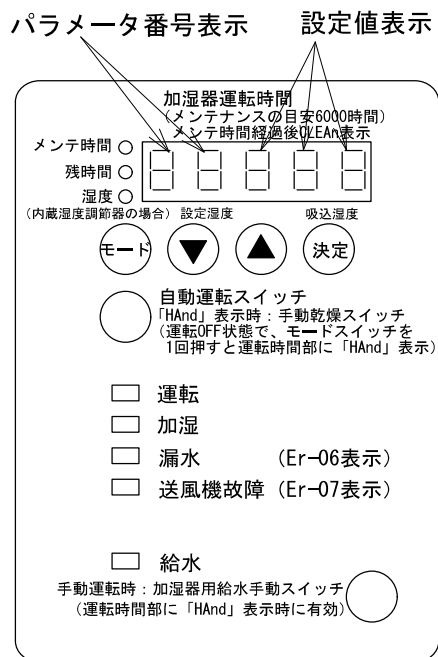 パラメータ番号表示 設定値表示
加湿器運転時間
(メンテナンスの目安6000時間)
メンテ時間経過後CLEAn表示
メンテ時間
残時間
湿度
(内蔵湿度調節器の場合) 設定湿度 吸込湿度
モード ▼ ▲ 決定
自動運転スイッチ
「HAnd」表示時：手動乾燥スイッチ
(運転OFF状態で、モードスイッチを
1回押すと運転時間部に「HAnd」表示)
運転
加湿
漏水 (Er-06表示)
送風機故障 (Er-07表示)
給水
手動運転時：加湿器用給水手動スイッチ
(運転時間部に「HAnd」表示時に有効)